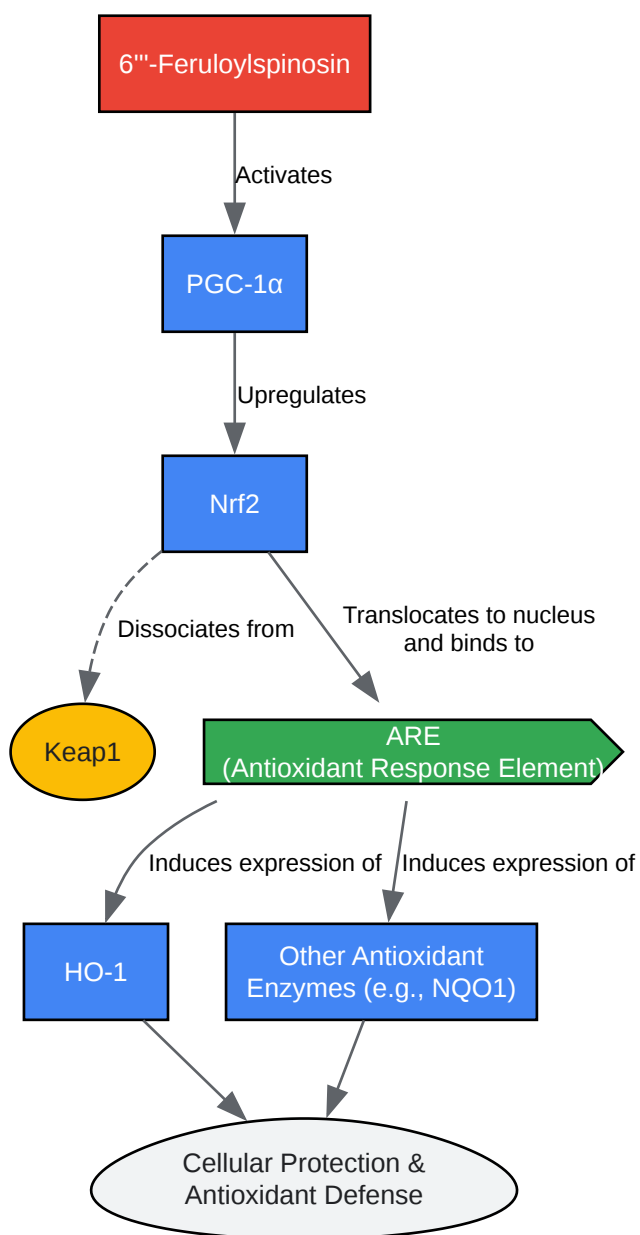 6'''-Feruloylspinosin
Activates
PGC-1α
Upregulates
Nrf2
Dissociates from
Translocates to nucleus
and binds to
Keap1
ARE
(Antioxidant Response Element)
Induces expression of
Induces expression of
HO-1
Other Antioxidant
Enzymes (e.g., NQO1)
Cellular Protection &
Antioxidant Defense